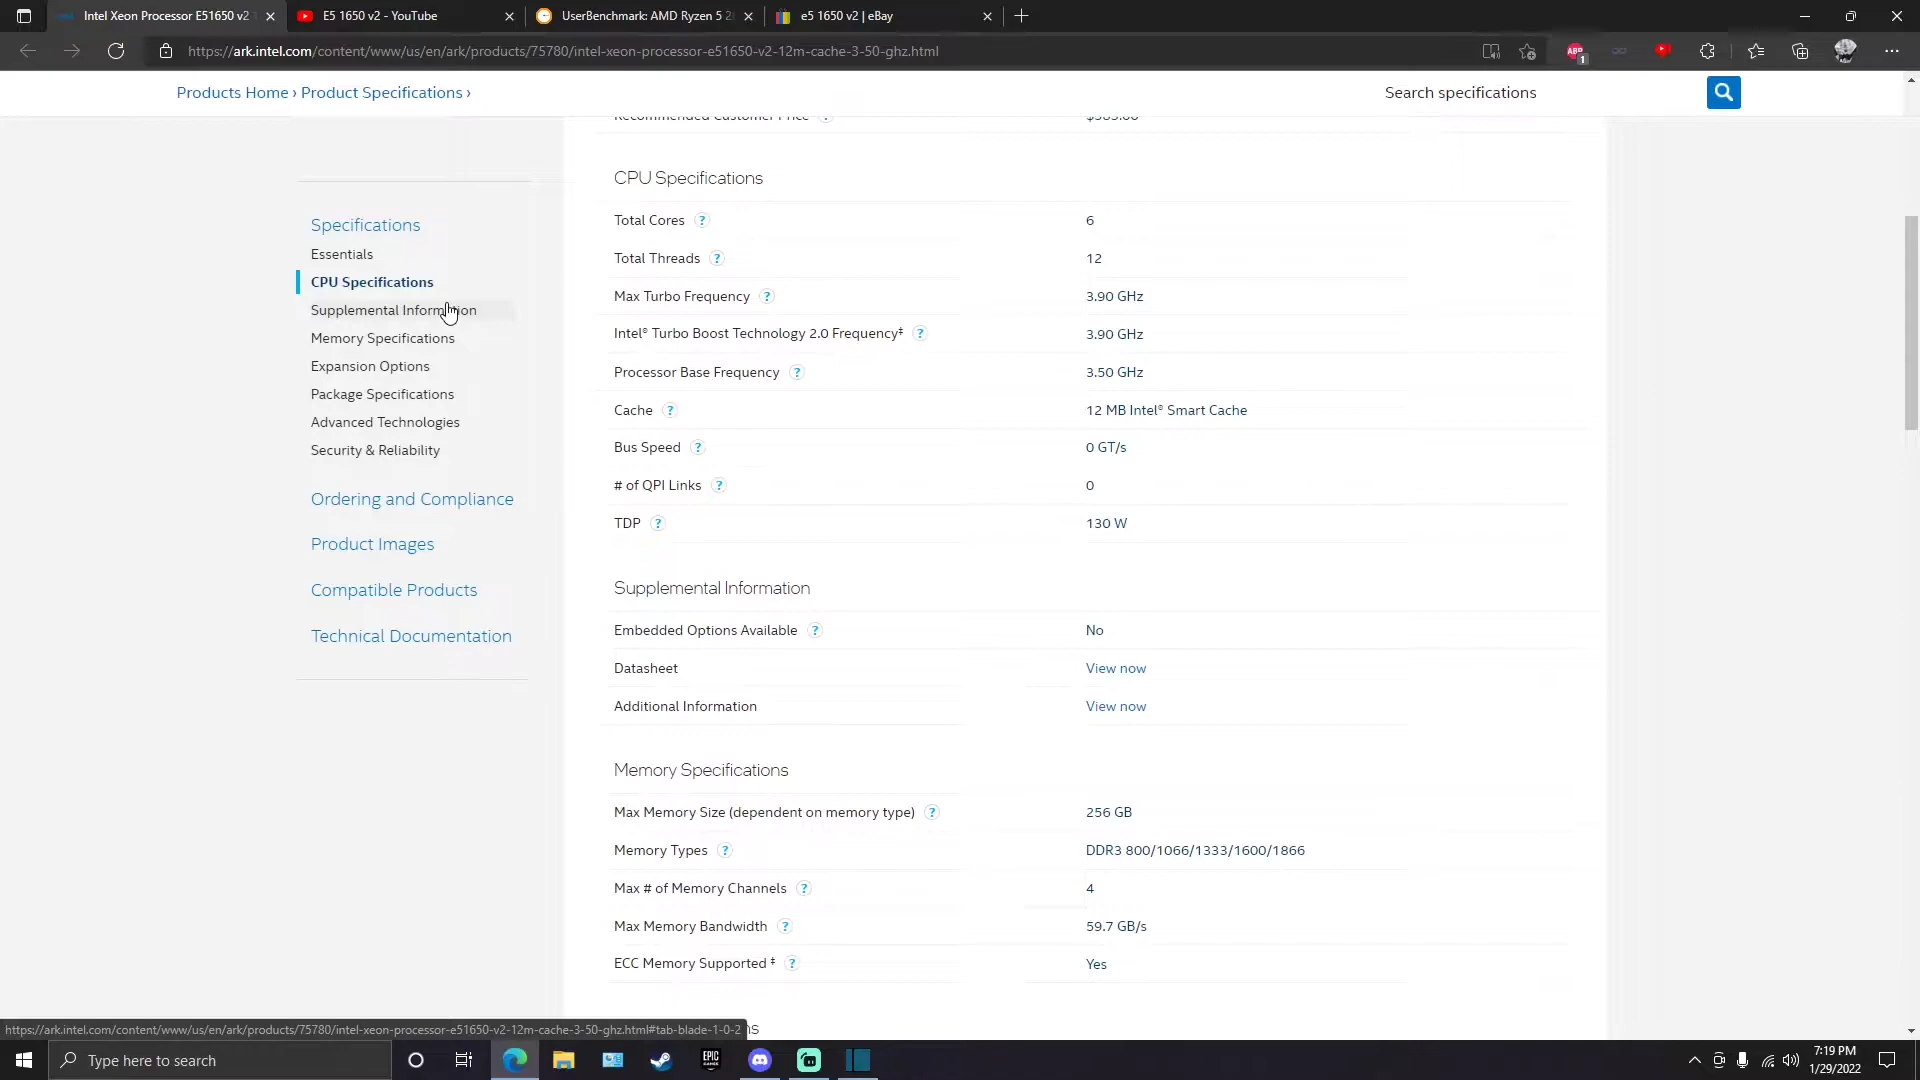 Intel Xeon Processor E51650 v2
E5 1650 v2 - YouTube
UserBenchmark: AMD Ryzen 5 2
e5 1650 v2 | eBay
https://ark.intel.com/content/www/us/en/ark/products/75780/intel-xeon-processor-e51650-v2-12m-cache-3-50-ghz.html
ABP
1
Products Home › Product Specifications ›
Search specifications
Recommended Customer Price ?
$583.00
Specifications
Essentials
CPU Specifications
Supplemental Information
Memory Specifications
Expansion Options
Package Specifications
Advanced Technologies
Security & Reliability
Ordering and Compliance
Product Images
Compatible Products
Technical Documentation
CPU Specifications
Total Cores ? 6
Total Threads ? 12
Max Turbo Frequency ? 3.90 GHz
Intel® Turbo Boost Technology 2.0 Frequency‡ ? 3.90 GHz
Processor Base Frequency ? 3.50 GHz
Cache ? 12 MB Intel® Smart Cache
Bus Speed ? 0 GT/s
# of QPI Links ? 0
TDP ? 130 W
Supplemental Information
Embedded Options Available ? No
Datasheet View now
Additional Information View now
Memory Specifications
Max Memory Size (dependent on memory type) ? 256 GB
Memory Types ? DDR3 800/1066/1333/1600/1866
Max # of Memory Channels ? 4
Max Memory Bandwidth ? 59.7 GB/s
ECC Memory Supported ‡ ? Yes
https://ark.intel.com/content/www/us/en/ark/products/75780/intel-xeon-processor-e51650-v2-12m-cache-3-50-ghz.html#tab-blade-1-0-2
Type here to search
EPIC
GAMES
7:19 PM
1/29/2022